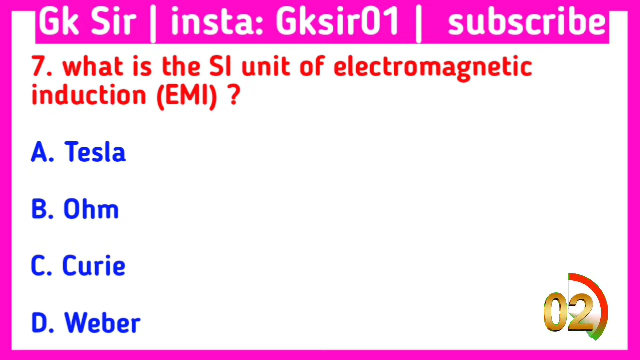 Gk Sir | insta: Gksir01 | subscribe
7. what is the SI unit of electromagnetic
induction (EMI) ?
A. Tesla
B. Ohm
C. Curie
D. Weber
02